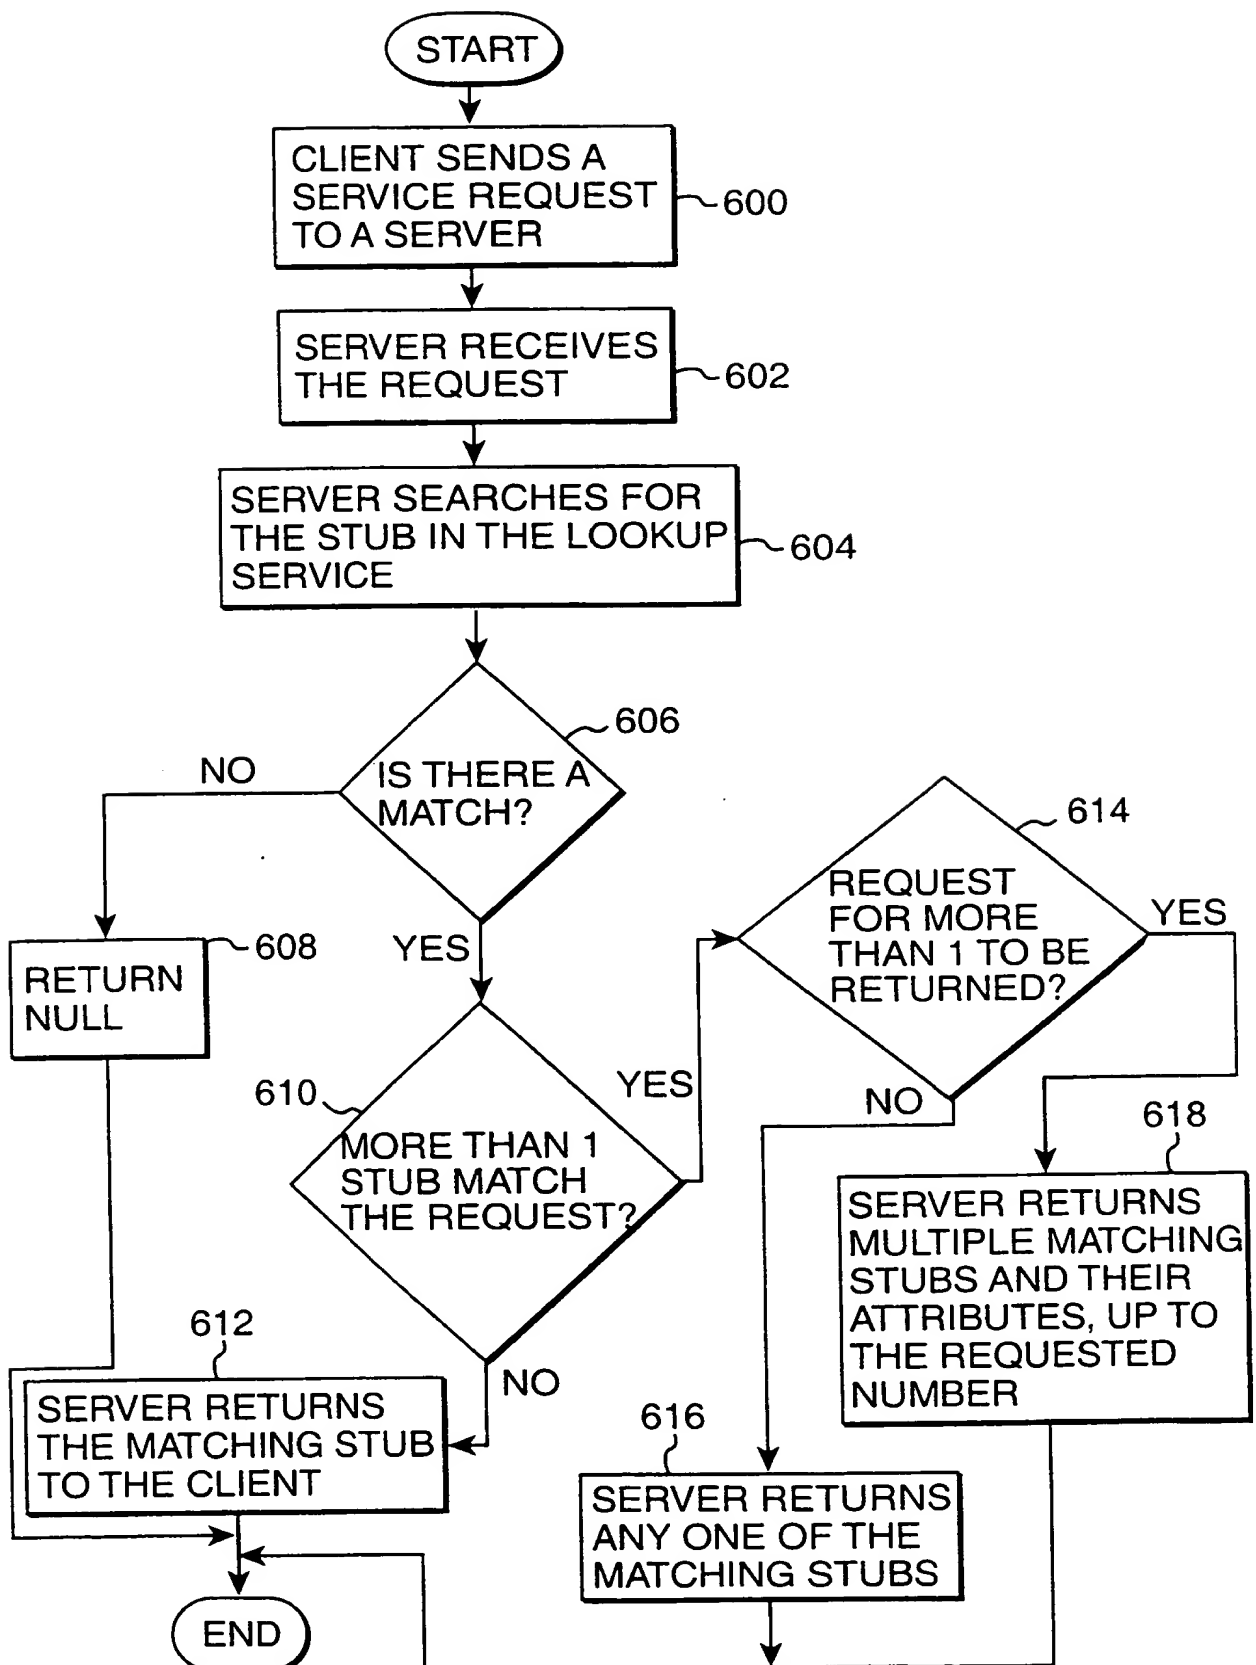 START
CLIENT SENDS A
SERVICE REQUEST
TO A SERVER
600
SERVER RECEIVES
THE REQUEST
602
SERVER SEARCHES FOR
THE STUB IN THE LOOKUP
SERVICE
604
606
IS THERE A
MATCH?
NO
YES
608
RETURN
NULL
614
REQUEST
FOR MORE
THAN 1 TO BE
RETURNED?
YES
NO
610
MORE THAN 1
STUB MATCH
THE REQUEST?
YES
NO
618
SERVER RETURNS
MULTIPLE MATCHING
STUBS AND THEIR
ATTRIBUTES, UP TO
THE REQUESTED
NUMBER
612
SERVER RETURNS
THE MATCHING STUB
TO THE CLIENT
616
SERVER RETURNS
ANY ONE OF THE
MATCHING STUBS
END